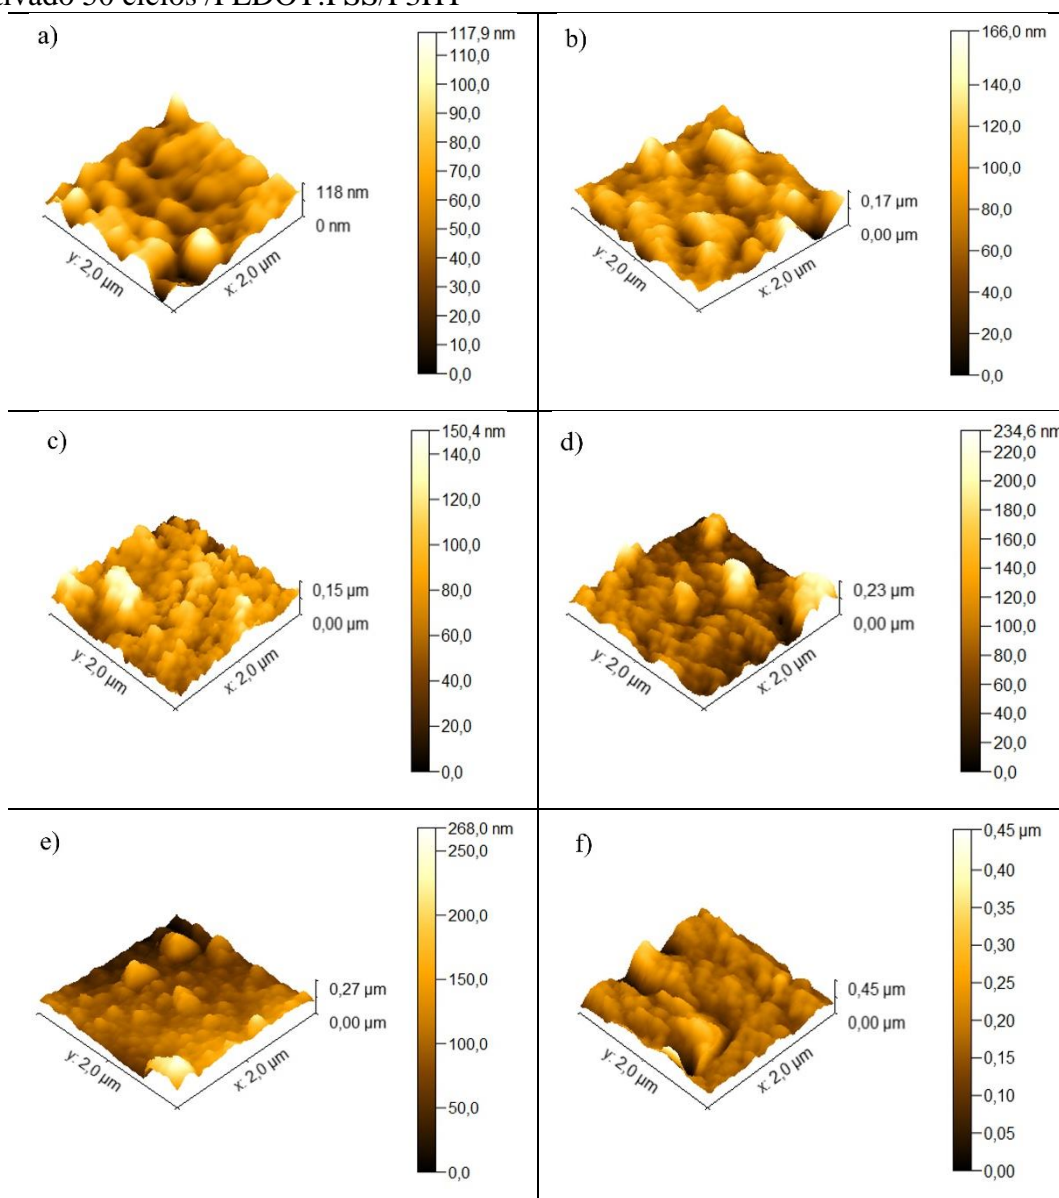 ciclos /PEDOT:PSS/P3HT
a)
117,9 nm
110,0
100,0
90,0
80,0
70,0
60,0
50,0
40,0
30,0
20,0
10,0
0,0
118 nm
0 nm
y: 2,0 µm
x: 2,0 µm
b)
166,0 nm
140,0
120,0
100,0
80,0
60,0
40,0
20,0
0,0
0,17 µm
0,00 µm
y: 2,0 µm
x: 2,0 µm
c)
150,4 nm
140,0
120,0
100,0
80,0
60,0
40,0
20,0
0,0
0,15 µm
0,00 µm
y: 2,0 µm
x: 2,0 µm
d)
234,6 nm
220,0
200,0
180,0
160,0
140,0
120,0
100,0
80,0
60,0
40,0
20,0
0,0
0,23 µm
0,00 µm
y: 2,0 µm
x: 2,0 µm
e)
268,0 nm
250,0
200,0
150,0
100,0
50,0
0,0
0,27 µm
0,00 µm
y: 2,0 µm
x: 2,0 µm
f)
0,45 µm
0,40
0,35
0,30
0,25
0,20
0,15
0,10
0,05
0,00
0,45 µm
0,00 µm
y: 2,0 µm
x: 2,0 µm